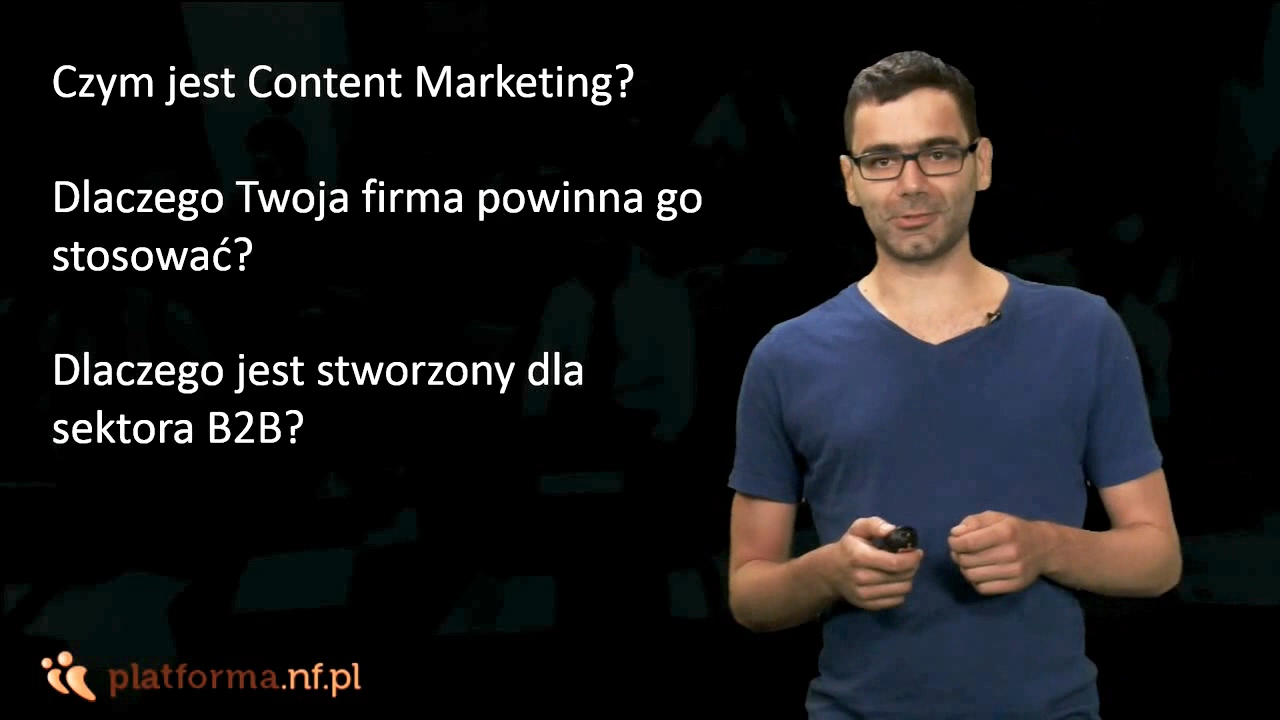 Czym jest Content Marketing?
Dlaczego Twoja firma powinna go
stosować?
Dlaczego jest stworzony dla
sektora B2B?
platforma.nf.pl